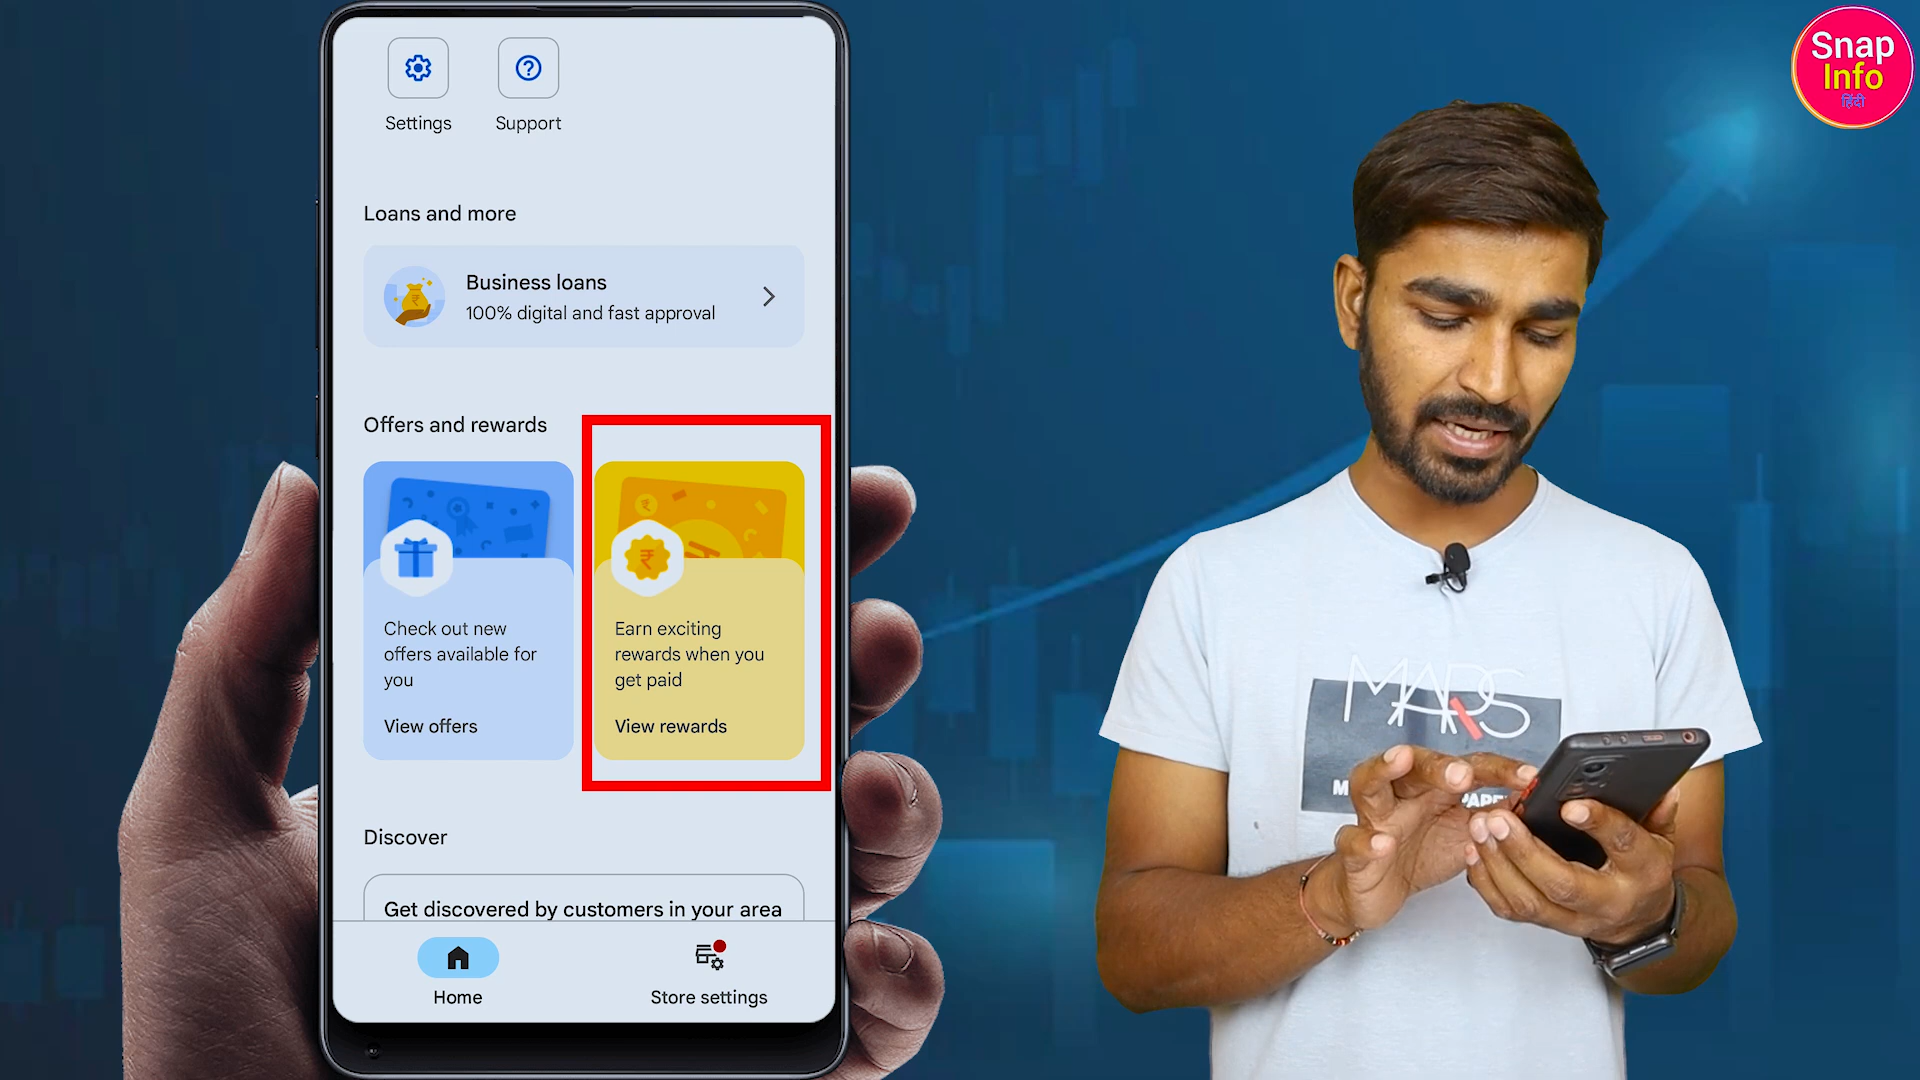 Snap
Info
हिंदी
Settings
Support
Loans and more
Business loans
100% digital and fast approval
Offers and rewards
Check out new
offers available for
you
View offers
Earn exciting
rewards when you
get paid
View rewards
Discover
Get discovered by customers in your area
Home
Store settings
MARS